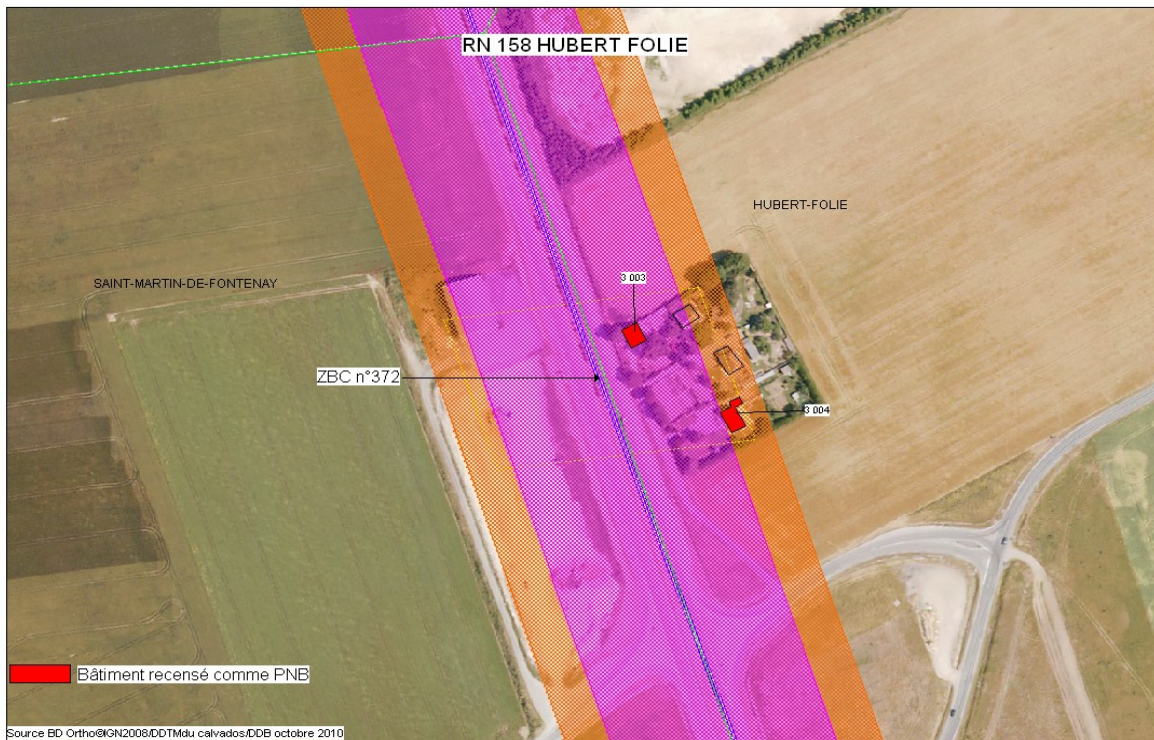 RN 158 HUBERT FOLIE
HUBERT-FOLIE
SAINT-MARTIN-DE-FONTENAY
3 003
ZBC n°372
3 004
Bâtiment recensé comme PNB
Source BD Ortho©IGN2008/DDTMdu calvados/DDB octobre 2010